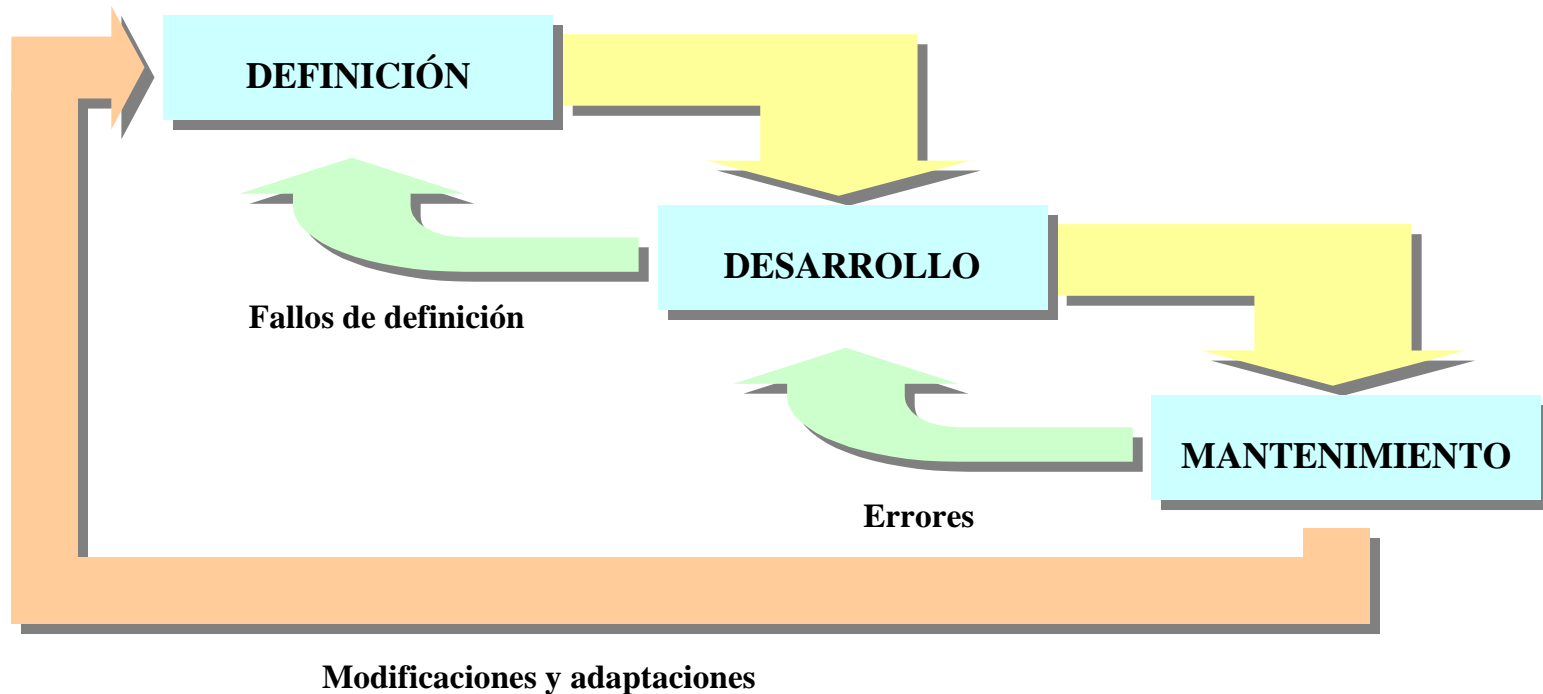 DEFINICIÓN
DESARROLLO
Fallos de definición
MANTENIMIENTO
Errores
Modificaciones y adaptaciones